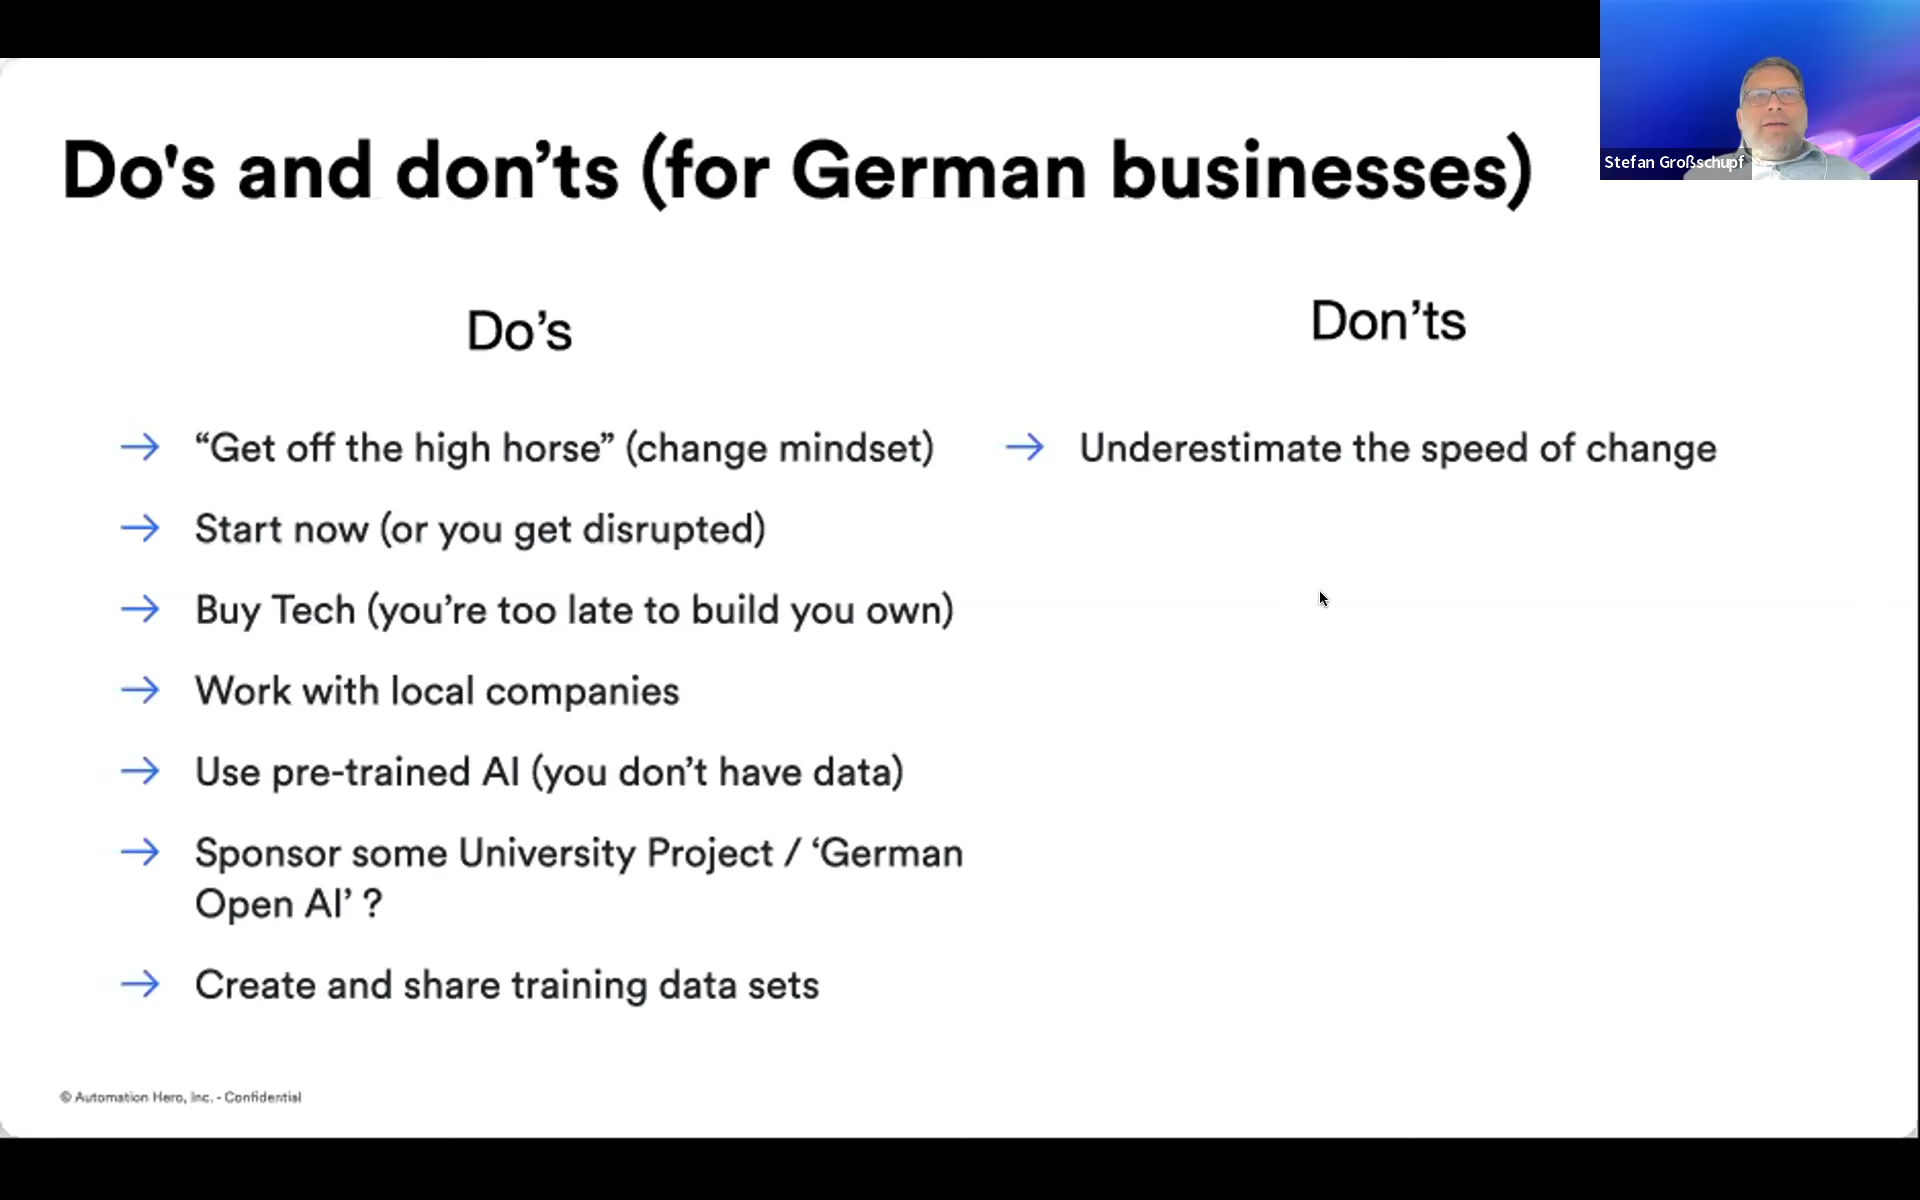 Do's and don’ts (for German businesses)
Stefan Großschupf
Do’s
→ “Get off the high horse” (change mindset)
→ Start now (or you get disrupted)
→ Buy Tech (you’re too late to build you own)
→ Work with local companies
→ Use pre-trained AI (you don’t have data)
→ Sponsor some University Project / ‘German
Open AI’ ?
→ Create and share training data sets
Don’ts
→ Underestimate the speed of change
© Automation Hero, Inc. - Confidential